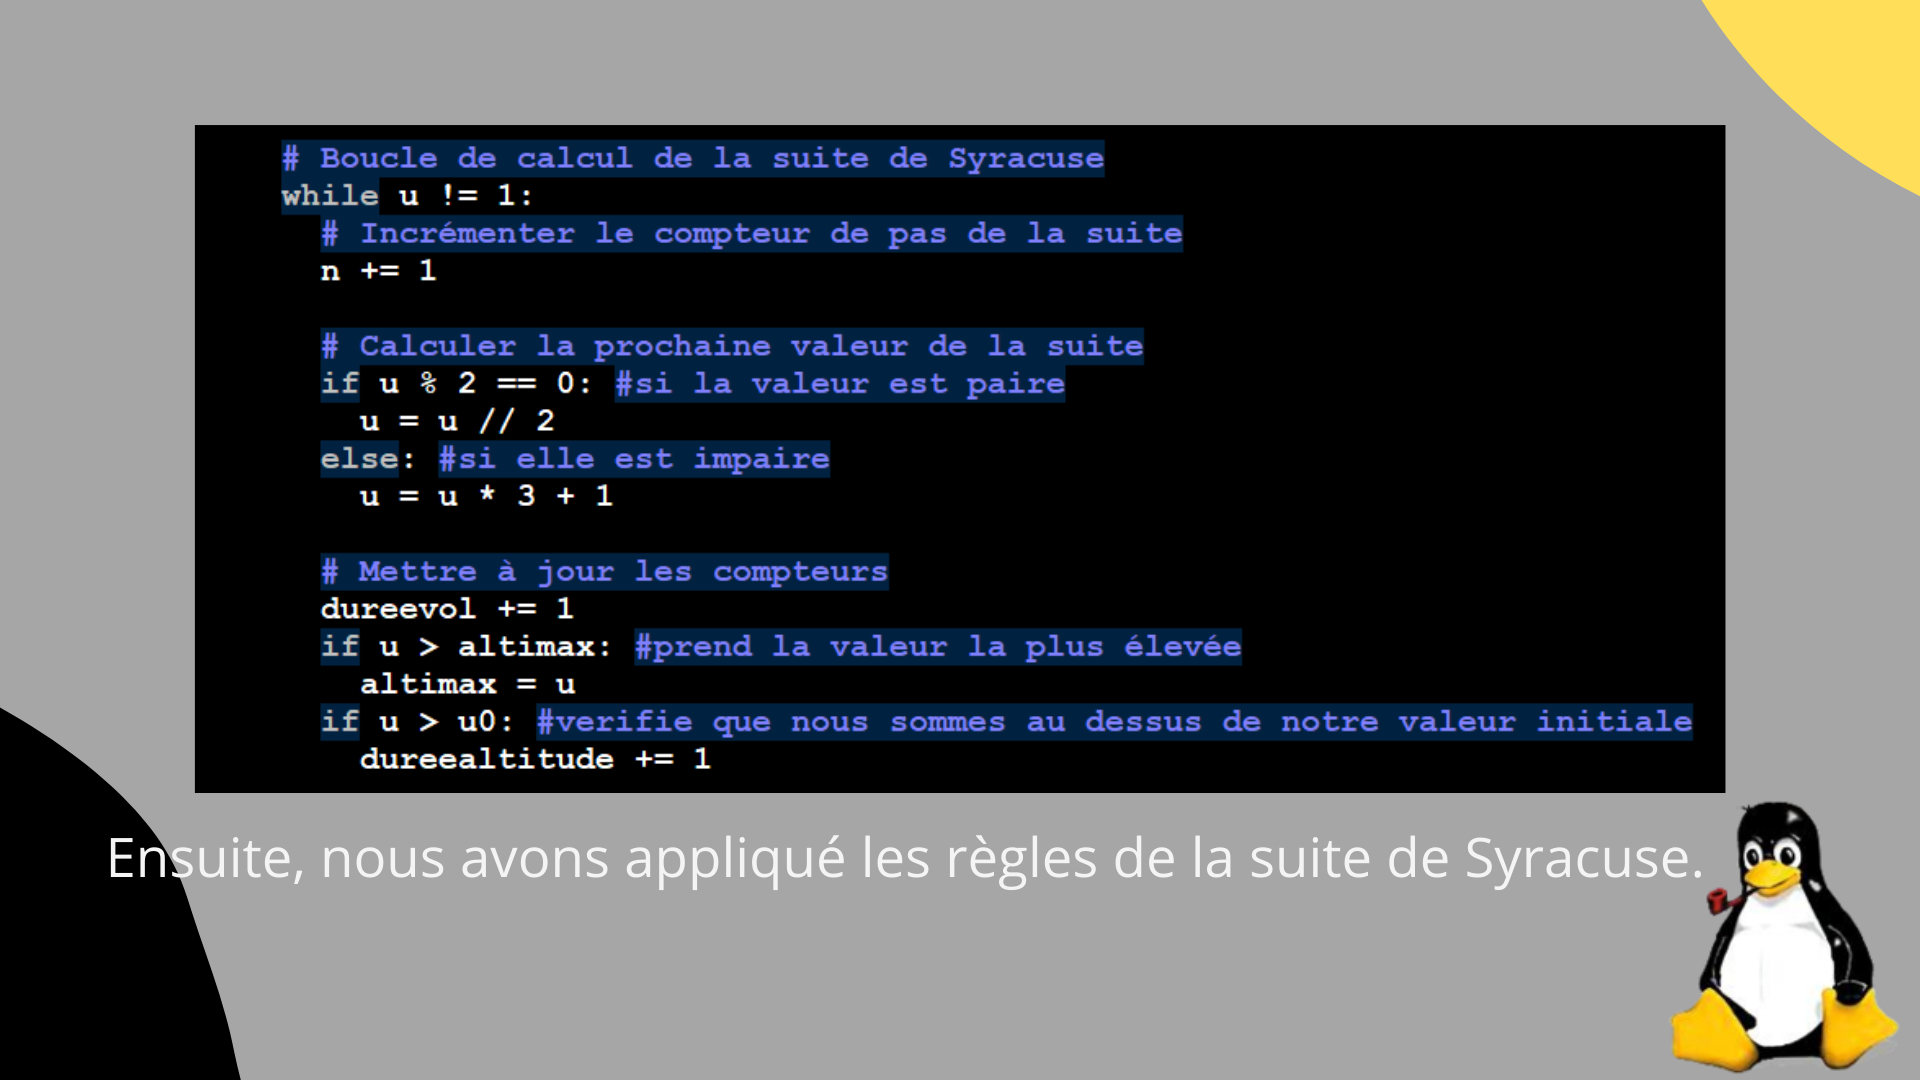 # Boucle de calcul de la suite de Syracuse
while u != 1:
# Incrémenter le compteur de pas de la suite
n += 1
# Calculer la prochaine valeur de la suite
if u % 2 == 0: #si la valeur est paire
u = u // 2
else: #si elle est impaire
u = u * 3 + 1
# Mettre à jour les compteurs
dureevol += 1
if u > altimax: #prend la valeur la plus élevée
altimax = u
if u > u0: #verifie que nous sommes au dessus de notre valeur initiale
dureealtitude += 1
Ensuite, nous avons appliqué les règles de la suite de Syracuse.